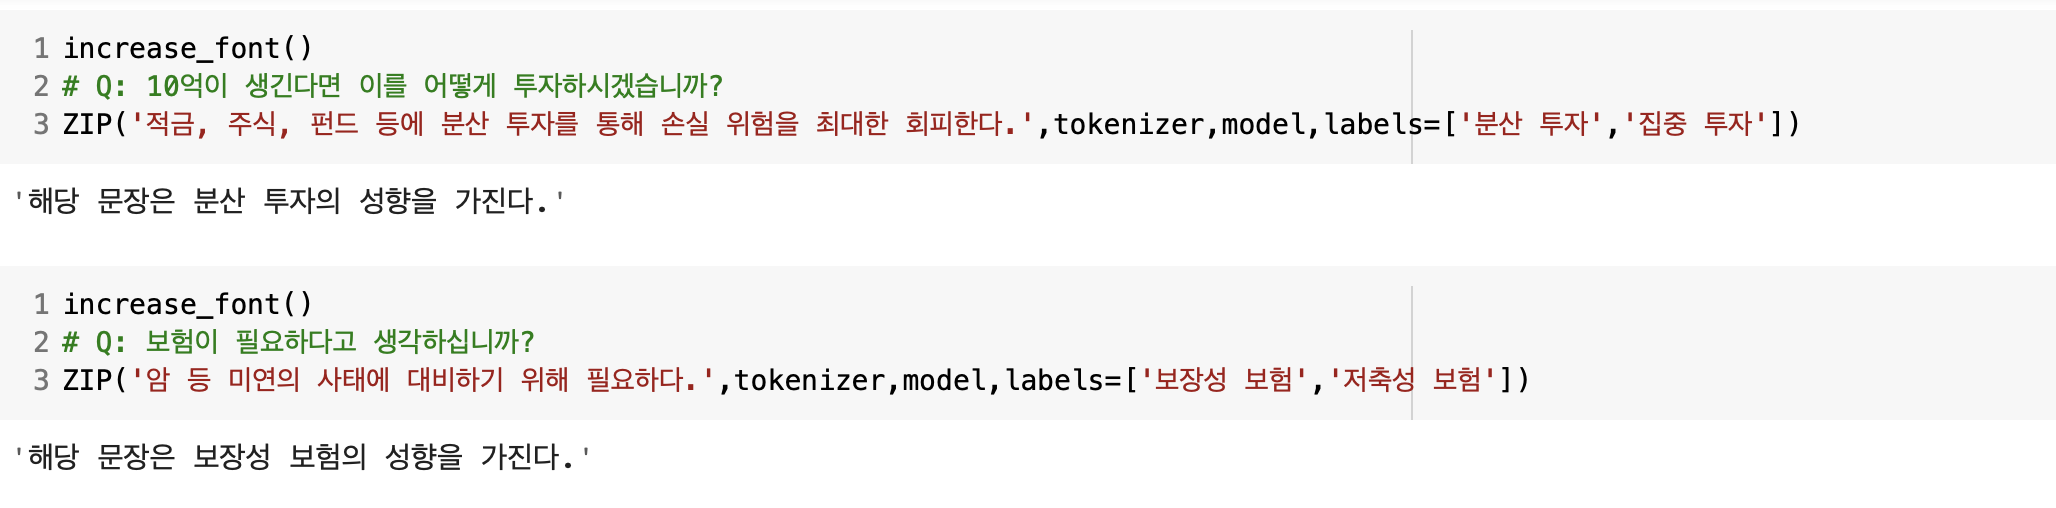 1 increase_font()
2 # Q: 10억이 생긴다면 이를 어떻게 투자하시겠습니까?
3 ZIP('적금, 주식, 펀드 등에 분산 투자를 통해 손실 위험을 최대한 회피한다.',tokenizer,model,labels=['분산 투자','집중 투자'])
'해당 문장은 분산 투자의 성향을 가진다.'
1 increase_font()
2 # Q: 보험이 필요하다고 생각하십니까?
3 ZIP('암 등 미연의 사태에 대비하기 위해 필요하다.',tokenizer,model,labels=['보장성 보험','저축성 보험'])
'해당 문장은 보장성 보험의 성향을 가진다.'